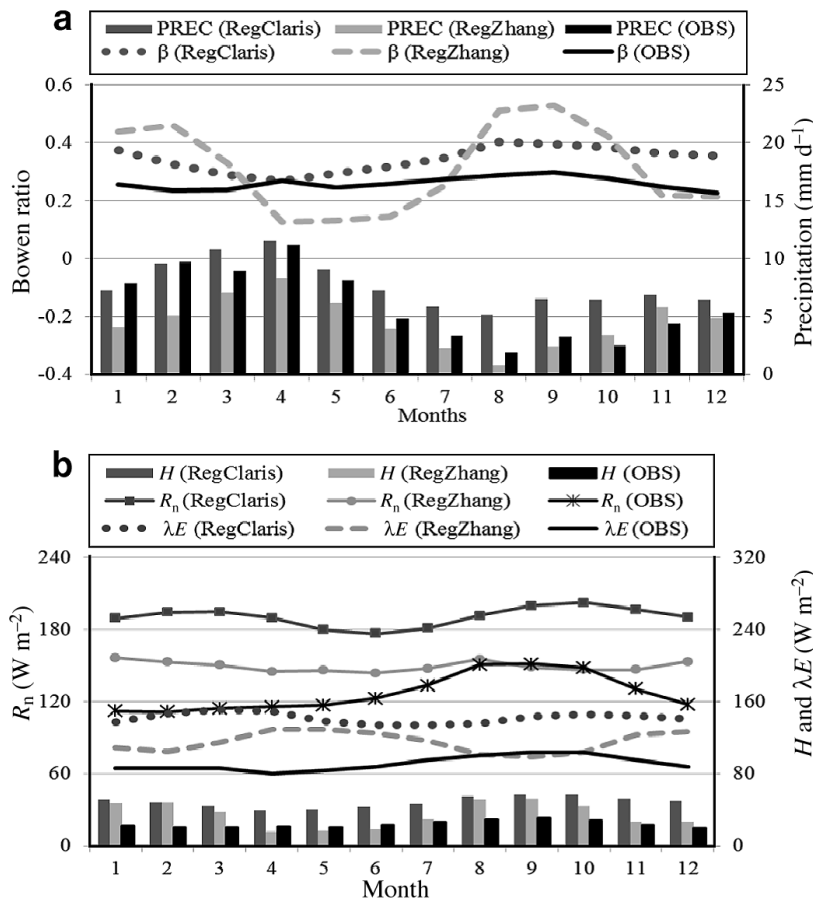 a
PREC (RegClaris) PREC (RegZhang) PREC (OBS)
β (RegClaris) β (RegZhang) β (OBS)
0.6 25
0.4 20
0.2 15
0 10
-0.2 5
-0.4 0
Bowen ratio
Precipitation (mm d⁻¹)
1 2 3 4 5 6 7 8 9 10 11 12
Months
b
H (RegClaris) H (RegZhang) H (OBS)
Rn (RegClaris) Rn (RegZhang) Rn (OBS)
λE (RegClaris) λE (RegZhang) λE (OBS)
240 320
180 240
120 160
60 80
0 0
Rn (W m⁻²)
H and λE (W m⁻²)
1 2 3 4 5 6 7 8 9 10 11 12
Month